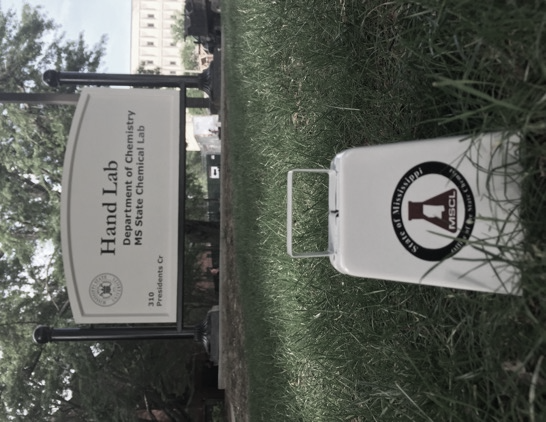 Hand Lab
Department of Chemistry
MS State Chemical Lab
310
Presidents Cr
State of Mississippi
MSCL